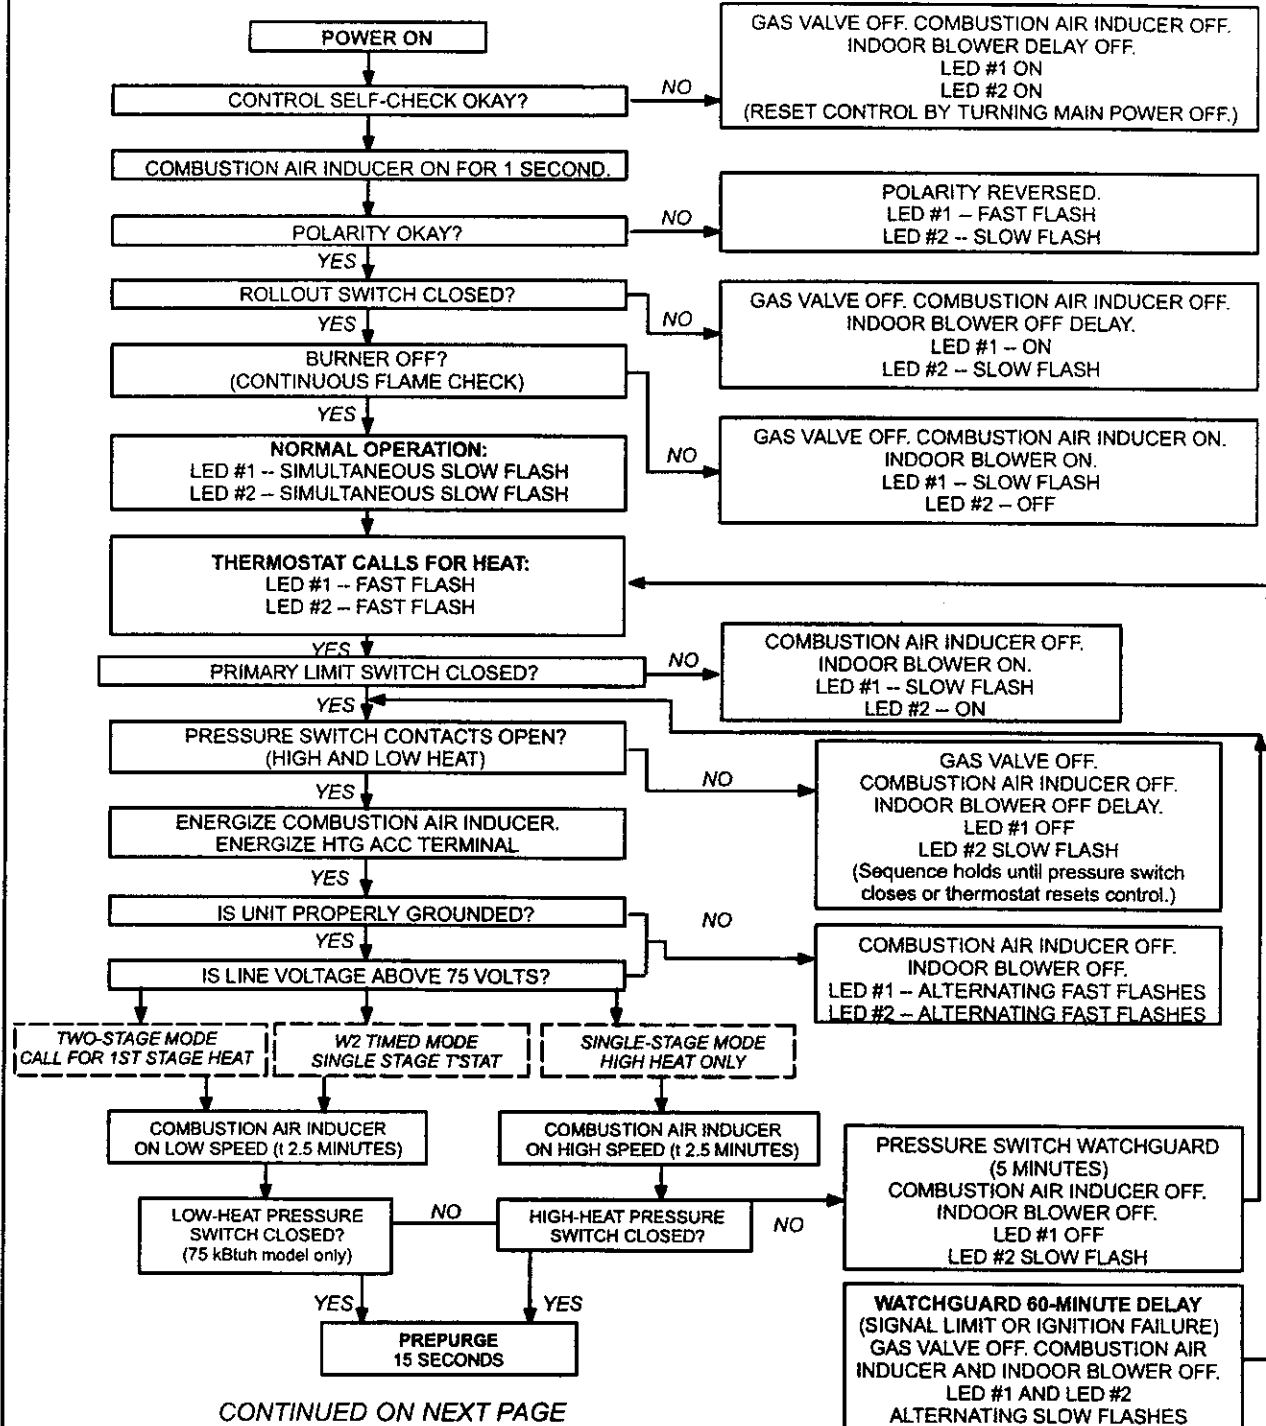 POWER ON
GAS VALVE OFF. COMBUSTION AIR INDUCER OFF.
INDOOR BLOWER DELAY OFF.
LED #1 ON
LED #2 ON
(RESET CONTROL BY TURNING MAIN POWER OFF.)
CONTROL SELF-CHECK OKAY?
NO
COMBUSTION AIR INDUCER ON FOR 1 SECOND.
POLARITY OKAY?
NO
POLARITY REVERSED.
LED #1 -- FAST FLASH
LED #2 -- SLOW FLASH
YES
ROLLOUT SWITCH CLOSED?
NO
GAS VALVE OFF. COMBUSTION AIR INDUCER OFF.
INDOOR BLOWER OFF DELAY.
LED #1 -- ON
LED #2 -- SLOW FLASH
YES
BURNER OFF?
(CONTINUOUS FLAME CHECK)
NO
GAS VALVE OFF. COMBUSTION AIR INDUCER ON.
INDOOR BLOWER ON.
LED #1 -- SLOW FLASH
LED #2 -- OFF
YES
NORMAL OPERATION:
LED #1 -- SIMULTANEOUS SLOW FLASH
LED #2 -- SIMULTANEOUS SLOW FLASH
THERMOSTAT CALLS FOR HEAT:
LED #1 -- FAST FLASH
LED #2 -- FAST FLASH
YES
PRIMARY LIMIT SWITCH CLOSED?
NO
COMBUSTION AIR INDUCER OFF.
INDOOR BLOWER ON.
LED #1 -- SLOW FLASH
LED #2 -- ON
YES
PRESSURE SWITCH CONTACTS OPEN?
(HIGH AND LOW HEAT)
NO
GAS VALVE OFF.
COMBUSTION AIR INDUCER OFF.
INDOOR BLOWER OFF DELAY.
LED #1 OFF
LED #2 SLOW FLASH
(Sequence holds until pressure switch
closes or thermostat resets control.)
YES
ENERGIZE COMBUSTION AIR INDUCER.
ENERGIZE HTG ACC TERMINAL
YES
IS UNIT PROPERLY GROUNDED?
NO
YES
IS LINE VOLTAGE ABOVE 75 VOLTS?
COMBUSTION AIR INDUCER OFF.
INDOOR BLOWER OFF.
LED #1 -- ALTERNATING FAST FLASHES
LED #2 -- ALTERNATING FAST FLASHES
TWO-STAGE MODE
CALL FOR 1ST STAGE HEAT
W2 TIMED MODE
SINGLE STAGE T'STAT
SINGLE-STAGE MODE
HIGH HEAT ONLY
COMBUSTION AIR INDUCER
ON LOW SPEED (t 2.5 MINUTES)
COMBUSTION AIR INDUCER
ON HIGH SPEED (t 2.5 MINUTES)
PRESSURE SWITCH WATCHGUARD
(5 MINUTES)
COMBUSTION AIR INDUCER OFF.
INDOOR BLOWER OFF.
LED #1 OFF
LED #2 SLOW FLASH
LOW-HEAT PRESSURE
SWITCH CLOSED?
(75 kBtuh model only)
NO
HIGH-HEAT PRESSURE
SWITCH CLOSED?
NO
YES
YES
PREPURGE
15 SECONDS
WATCHGUARD 60-MINUTE DELAY
(SIGNAL LIMIT OR IGNITION FAILURE)
GAS VALVE OFF. COMBUSTION AIR
INDUCER AND INDOOR BLOWER OFF.
LED #1 AND LED #2
ALTERNATING SLOW FLASHES
CONTINUED ON NEXT PAGE